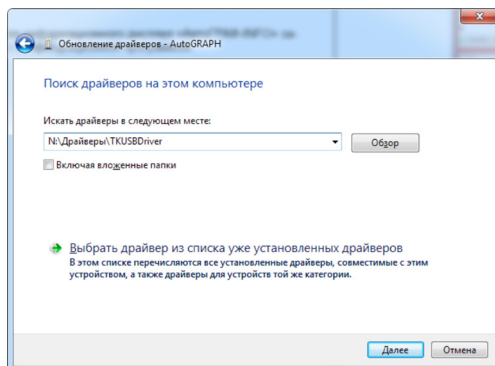 Обновление драйверов - AutoGRAPH
Поиск драйверов на этом компьютере
Искать драйверы в следующем месте:
N:\Драйверы\TKUSBDriver
Обзор
Включая вложенные папки
Выбрать драйвер из списка уже установленных драйверов
В этом списке перечисляются все установленные драйверы, совместимые с этим
устройством, а также драйверы для устройств той же категории.
Далее
Отмена